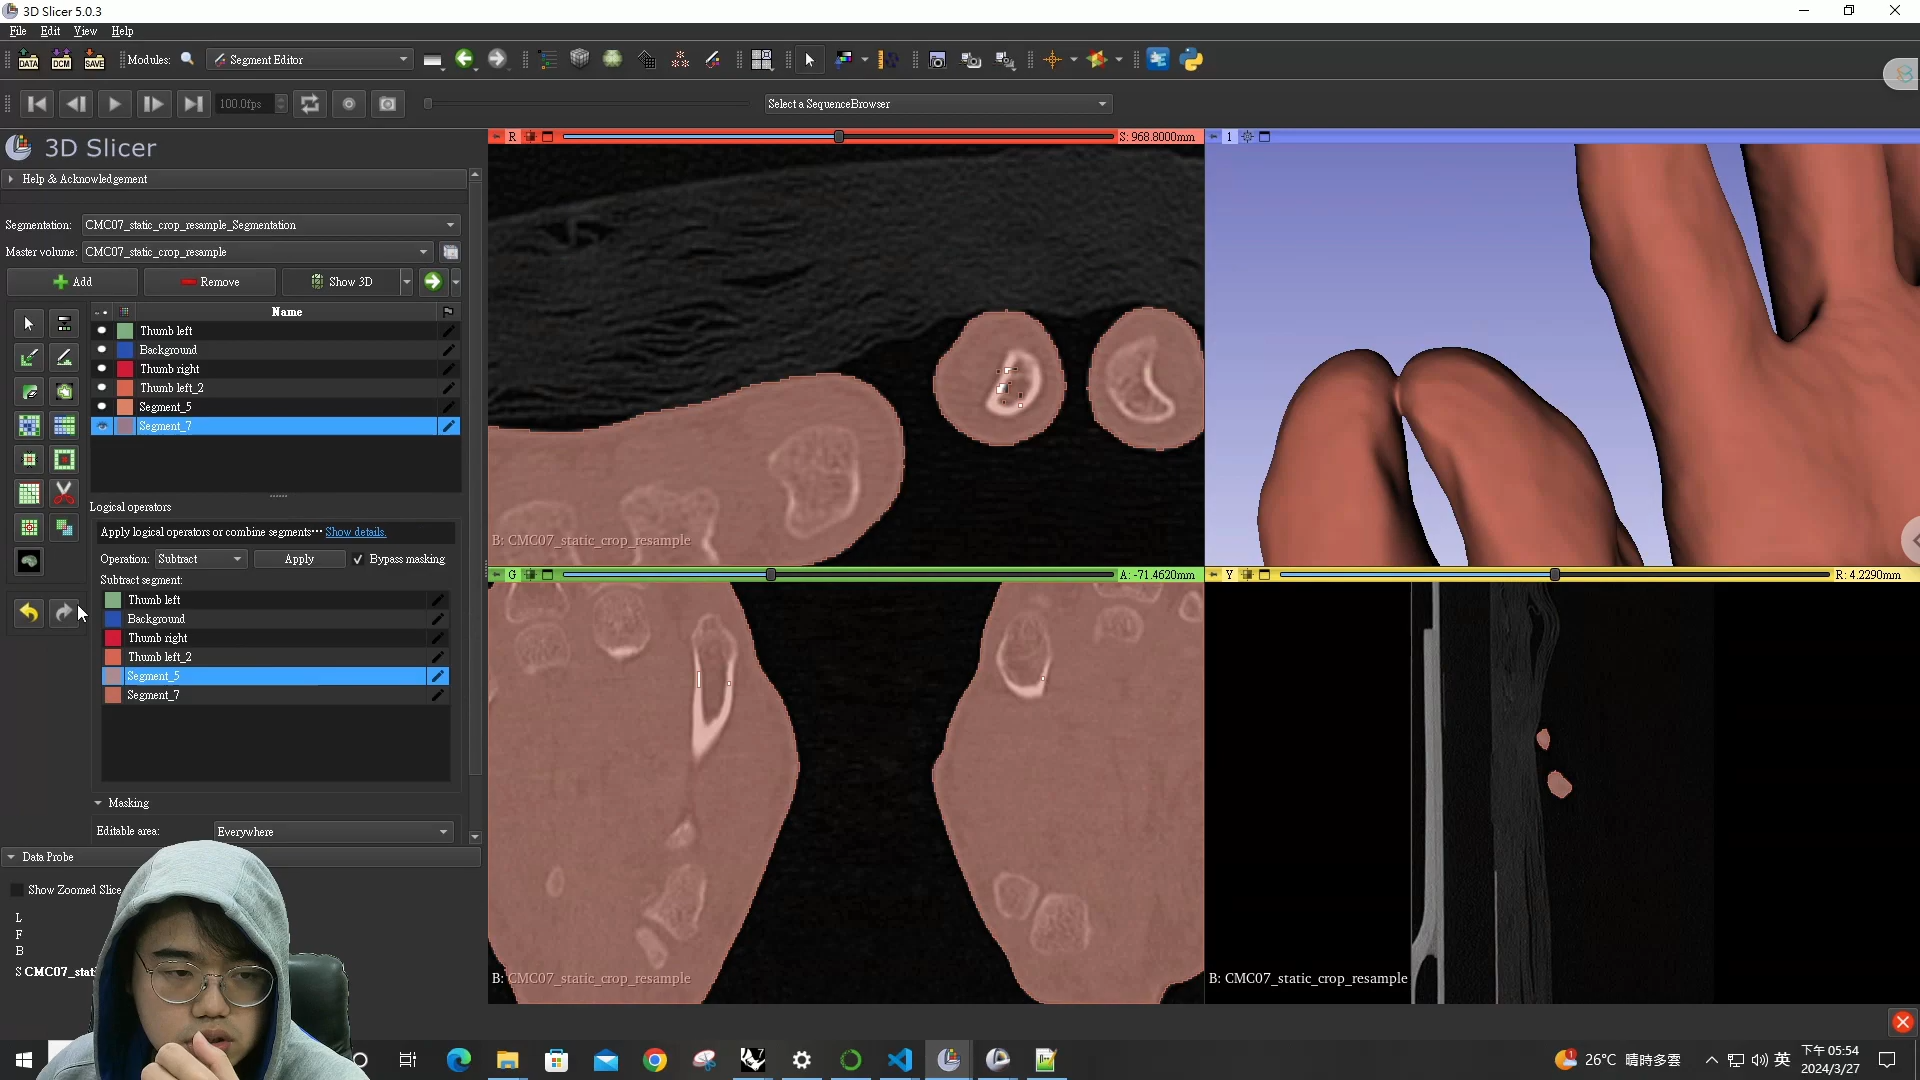 3D Slicer 5.0.3
File Edit View Help
DATA DCM SAVE Modules: Segment Editor
100.0fps Select a SequenceBrowser
3D Slicer
Help & Acknowledgement
Segmentation: CMC07_static_crop_resample_Segmentation
Master volume: CMC07_static_crop_resample
Add Remove Show 3D
Name
Thumb left
Background
Thumb right
Thumb left_2
Segment_5
Segment_7
Logical operators
Apply logical operators or combine segments··· Show details.
Operation: Subtract Apply Bypass masking
Subtract segment:
Thumb left
Background
Thumb right
Thumb left_2
Segment_5
Segment_7
Masking
Editable area: Everywhere
Data Probe
Show Zoomed Slice
L
F
B
S CMC07_stat
R S: 968.8000mm
B: CMC07_static_crop_resample
1
G A: -71.4620mm
B: CMC07_static_crop_resample
Y R: 4.2290mm
B: CMC07_static_crop_resample
26°C 晴時多雲 英 下午 05:54
2024/3/27